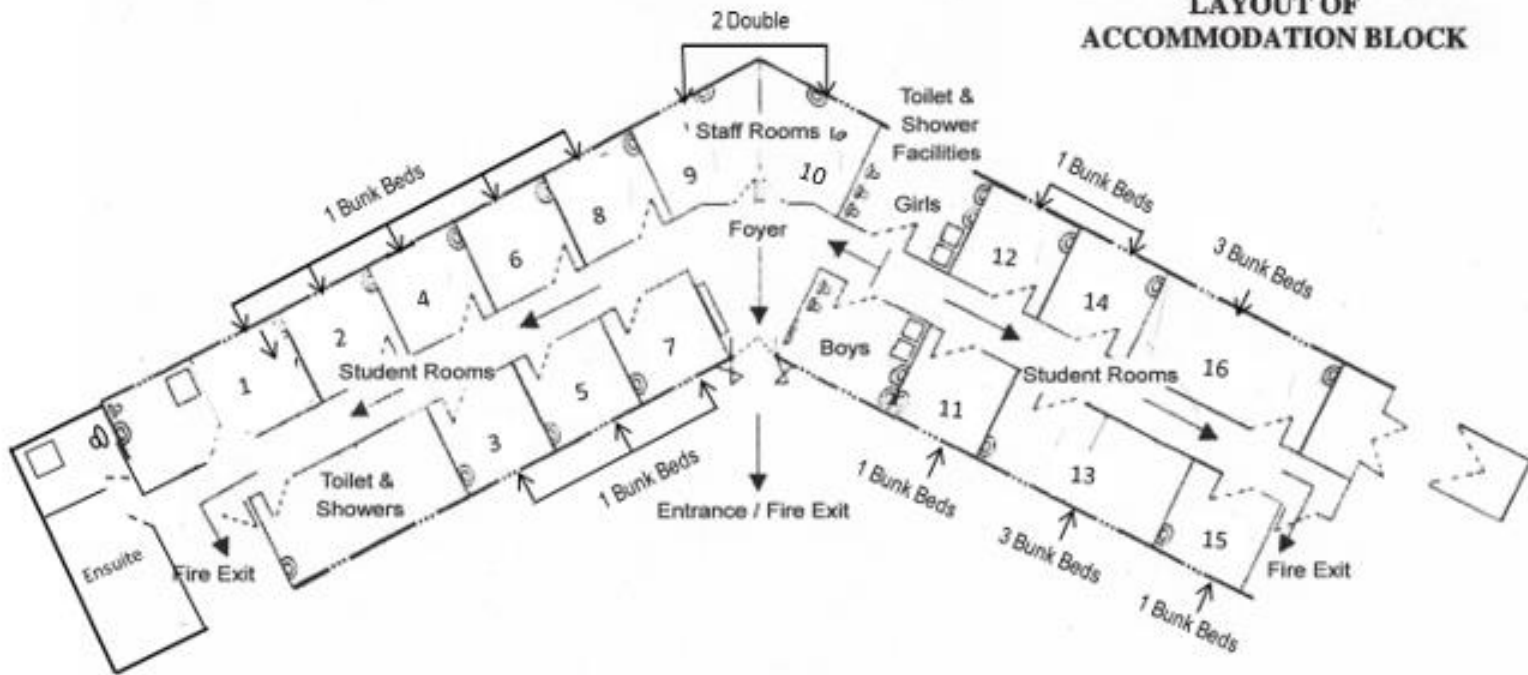 LAYOUT OF
ACCOMMODATION BLOCK
2 Double
Toilet &
Shower
Facilities
Staff Rooms
9
10
1 Bunk Beds
8
6
4
2
1
Foyer
Girls
12
14
16
1 Bunk Beds
3 Bunk Beds
7
5
3
Student Rooms
Boys
11
13
15
Student Rooms
Toilet &
Showers
1 Bunk Beds
Entrance / Fire Exit
1 Bunk Beds
3 Bunk Beds
1 Bunk Beds
Ensuite
Fire Exit
Fire Exit